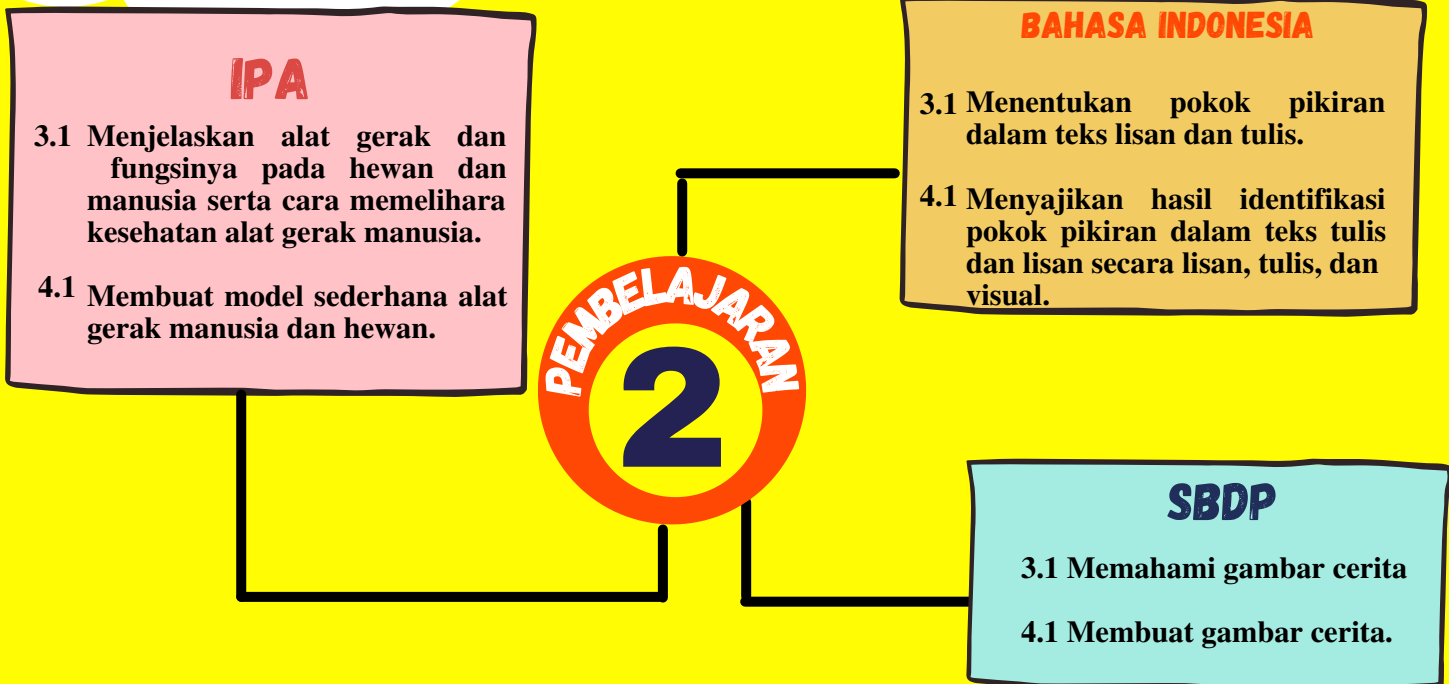 IPA
3.1 Menjelaskan alat gerak dan
fungsinya pada hewan dan
manusia serta cara memelihara
kesehatan alat gerak manusia.
4.1 Membuat model sederhana alat
gerak manusia dan hewan.
BAHASA INDONESIA
3.1 Menentukan pokok pikiran
dalam teks lisan dan tulis.
4.1 Menyajikan hasil identifikasi
pokok pikiran dalam teks tulis
dan lisan secara lisan, tulis, dan
visual.
PEMBELAJARAN
2
SBDP
3.1 Memahami gambar cerita
4.1 Membuat gambar cerita.